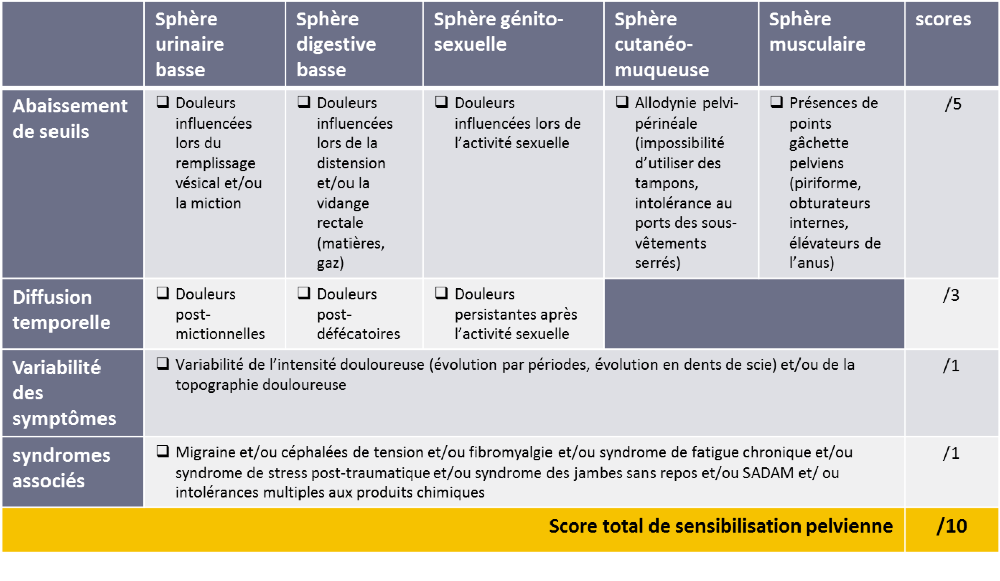 Sphère
urinaire
basse
Sphère
digestive
basse
Sphère génito-
sexuelle
Sphère
cutanéo-
muqueuse
Sphère
musculaire
scores
Abaissement
de seuils
Douleurs
influencées
lors du
remplissage
vésical et/ou
la miction
Douleurs
influencées
lors de la
distension
et/ou la
vidange
rectale
(matières,
gaz)
Douleurs
influencées lors de
l’activité sexuelle
Allodynie pelvi-
périnéale
(impossibilité
d’utiliser des
tampons,
intolérance au
ports des sous-
vêtements
serrés)
Présences de
points
gâchette
pelviens
(piriforme,
obturateurs
internes,
élévateurs de
l’anus)
/5
Diffusion
temporelle
Douleurs
post-
mictionnelles
Douleurs
post-
défécatoires
Douleurs
persistantes après
l’activité sexuelle
/3
Variabilité
des
symptômes
Variabilité de l’intensité douloureuse (évolution par périodes, évolution en dents de scie) et/ou de la
topographie douloureuse
/1
syndromes
associés
Migraine et/ou céphalées de tension et/ou fibromyalgie et/ou syndrome de fatigue chronique et/ou
syndrome de stress post-traumatique et/ou syndrome des jambes sans repos et/ou SADAM et/ ou
intolérances multiples aux produits chimiques
/1
Score total de sensibilisation pelvienne
/10